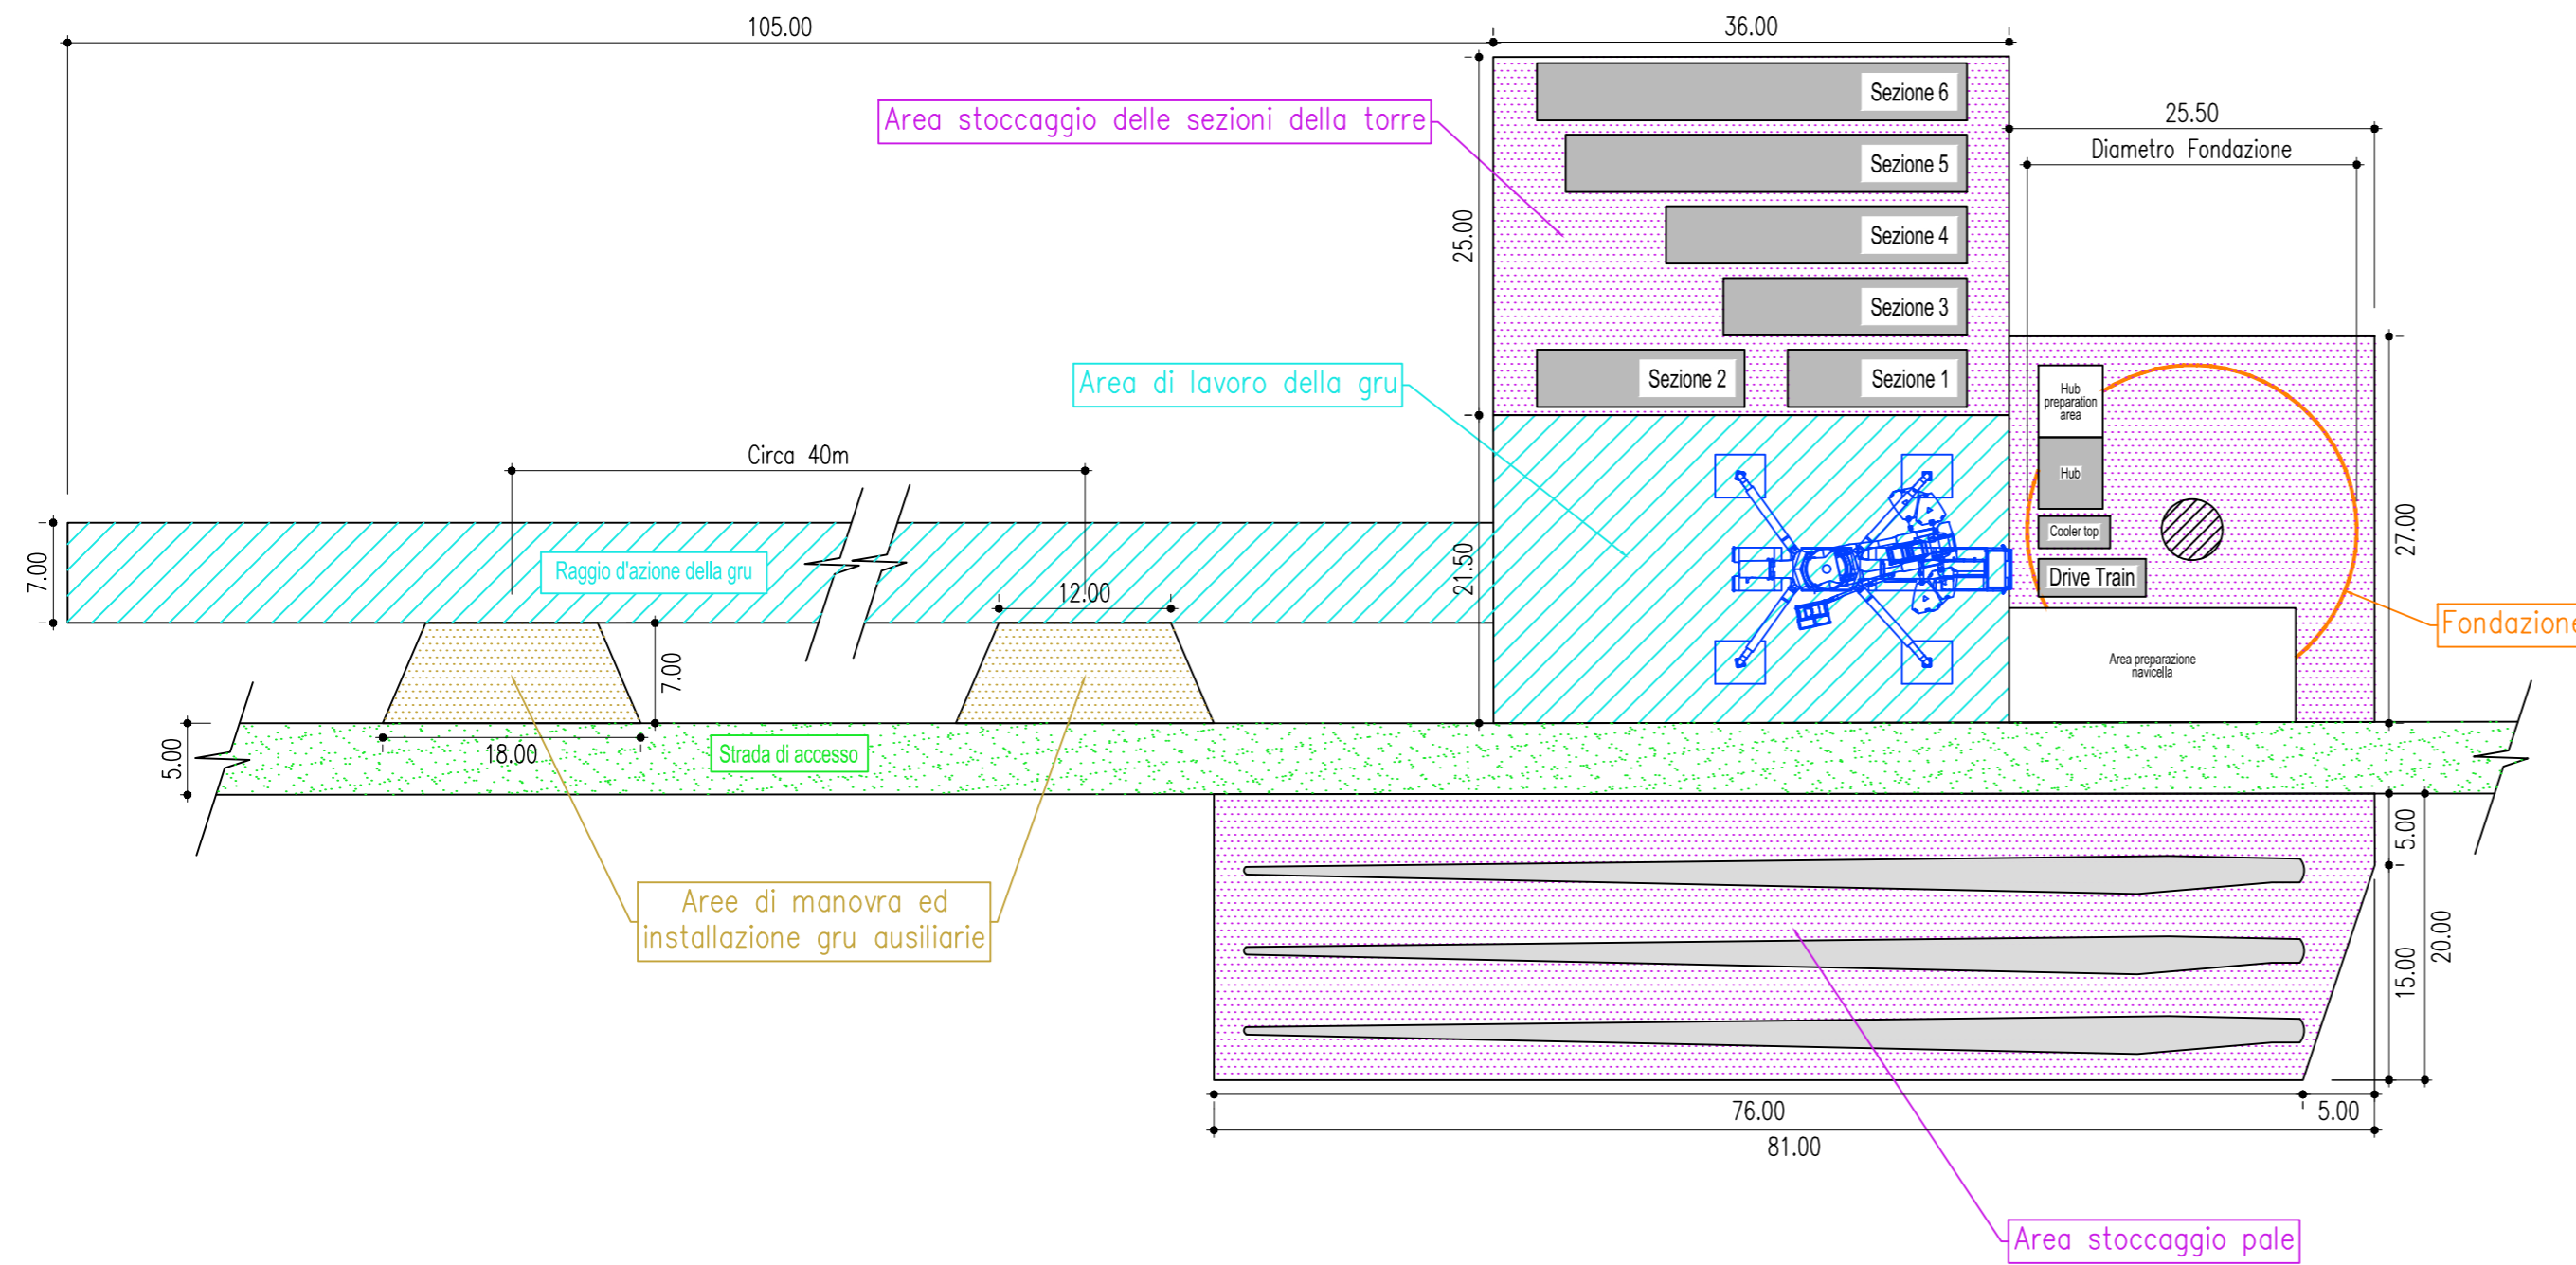 105.00
36.00
Sezione 6
Area stoccaggio delle sezioni della torre
25.50
Diametro Fondazione
Sezione 5
25.00
Sezione 4
Sezione 3
Sezione 2
Sezione 1
Area di lavoro della gru
Hub
preparation
area
Circa 40m
Hub
7.00
Raggio d'azione della gru
12.00
21.50
Cooler top
27.00
Drive Train
Fondazione
7.00
Area preparazione
navicella
5.00
18.00
Strada di accesso
5.00
Aree di manovra ed
installazione gru ausiliarie
15.00
20.00
76.00
5.00
81.00
Area stoccaggio pale